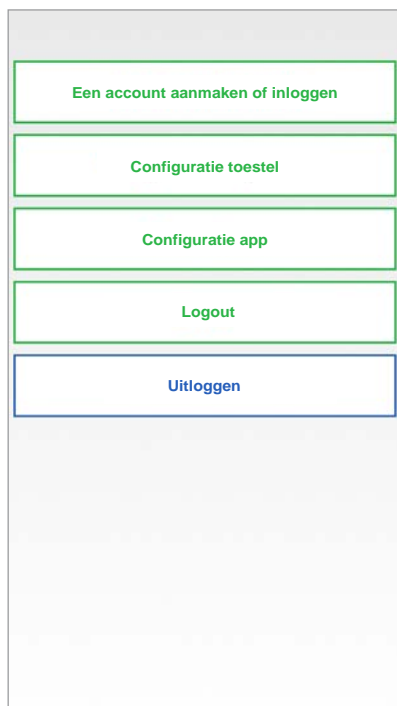 Een account aanmaken of inloggen
Configuratie toestel
Configuratie app
Logout
Uitloggen